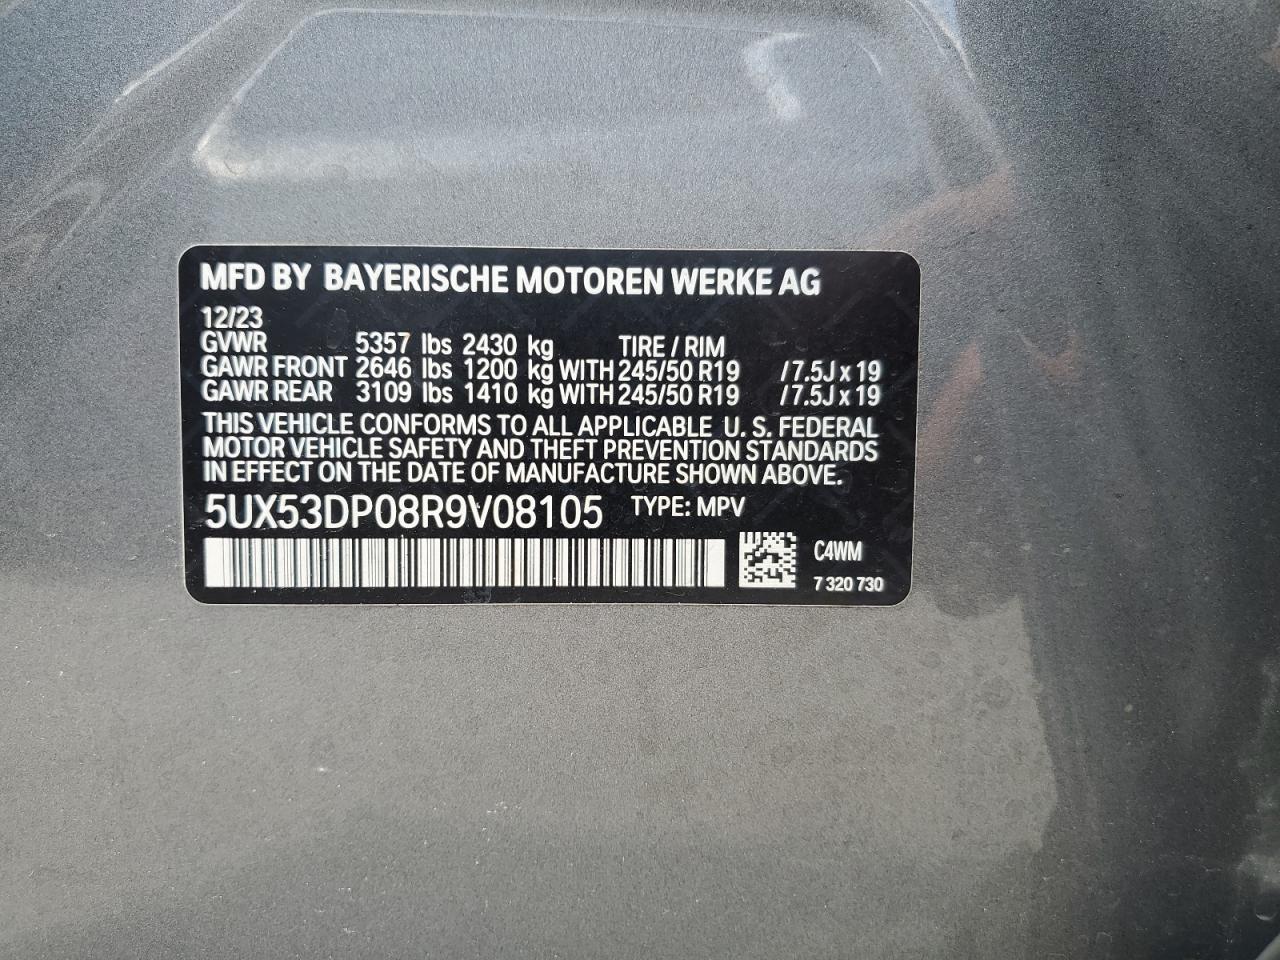 MFD BY BAYERISCHE MOTOREN WERKE AG
12/23
GVWR 5357 lbs 2430 kg TIRE / RIM
GAWR FRONT 2646 lbs 1200 kg WITH 245/50 R19 / 7.5J x 19
GAWR REAR 3109 lbs 1410 kg WITH 245/50 R19 / 7.5J x 19
THIS VEHICLE CONFORMS TO ALL APPLICABLE U. S. FEDERAL
MOTOR VEHICLE SAFETY AND THEFT PREVENTION STANDARDS
IN EFFECT ON THE DATE OF MANUFACTURE SHOWN ABOVE.
5UX53DP08R9V08105 TYPE: MPV
C4WM
7 320 730